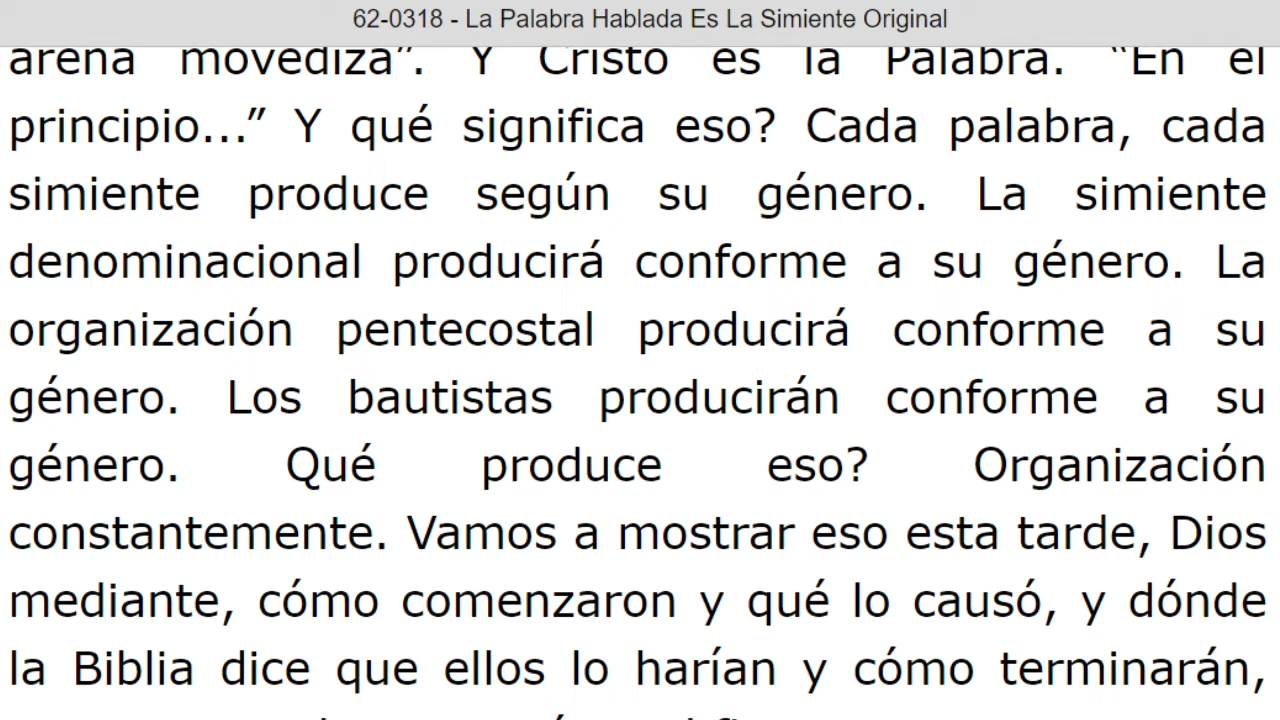 62-0318 - La Palabra Hablada Es La Simiente Original
arena movediza”. Y Cristo es la Palabra. “En el
principio...” Y qué significa eso? Cada palabra, cada
simiente produce según su género. La simiente
denominacional producirá conforme a su género. La
organización pentecostal producirá conforme a su
género. Los bautistas producirán conforme a su
género. Qué produce eso? Organización
constantemente. Vamos a mostrar eso esta tarde, Dios
mediante, cómo comenzaron y qué lo causó, y dónde
la Biblia dice que ellos lo harían y cómo terminarán,